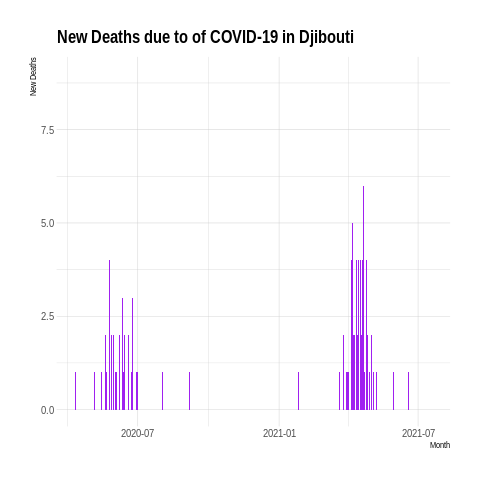 New Deaths due to of COVID-19 in Djibouti
New Deaths
7.5
5.0
2.5
0.0
2020-07
2021-01
2021-07
Month